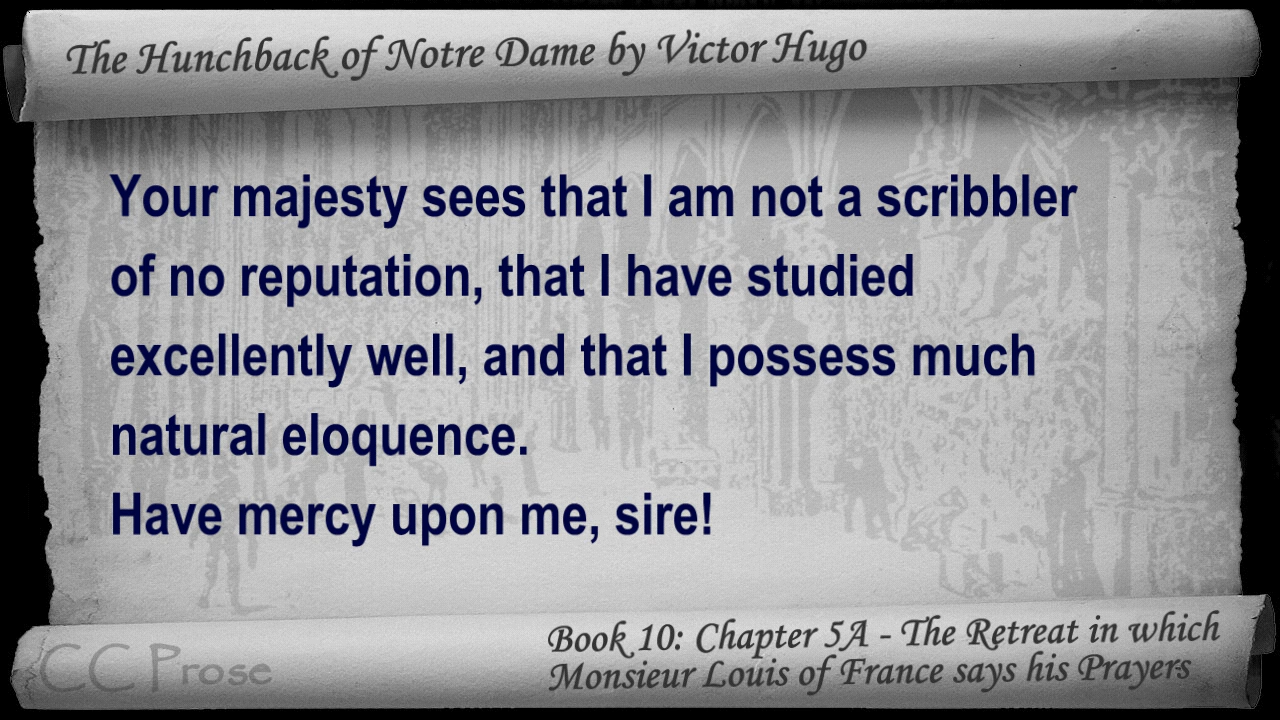 The Hunchback of Notre Dame by Victor Hugo
Your majesty sees that I am not a scribbler
of no reputation, that I have studied
excellently well, and that I possess much
natural eloquence.
Have mercy upon me, sire!
CC Prose
Book 10: Chapter 5A - The Retreat in which
Monsieur Louis of France says his Prayers